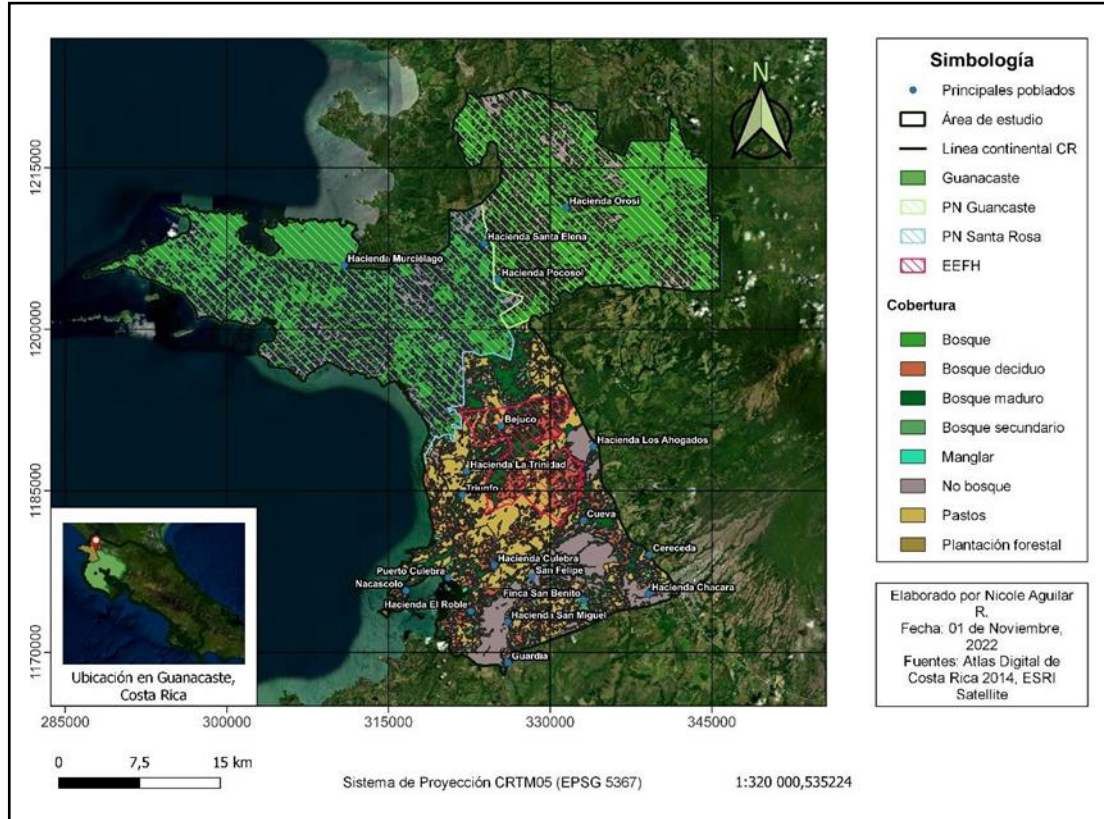 N
Hacienda Orosi
Hacienda Santa Elena
Hacienda Murciélago
Hacienda Pocosol
Bejuco
Hacienda Los Ahogados
Hacienda La Trinidad
Triunfo
Cueva
Cereceda
Hacienda Culebra
Puerto Culebra
San Felipe
Nacascolo
Finca San Benito
Hacienda Chacara
Hacienda El Roble
Hacienda San Miguel
Guardia
1215000
1200000
1185000
1170000
285000
300000
315000
330000
345000
Ubicación en Guanacaste,
Costa Rica
0
7,5
15 km
Sistema de Proyección CRTM05 (EPSG 5367)
1:320 000,535224
Simbología
Principales poblados
Área de estudio
Línea continental CR
Guanacaste
PN Guancaste
PN Santa Rosa
EEFH
Cobertura
Bosque
Bosque deciduo
Bosque maduro
Bosque secundario
Manglar
No bosque
Pastos
Plantación forestal
Elaborado por Nicole Aguilar
R.
Fecha: 01 de Noviembre,
2022
Fuentes: Atlas Digital de
Costa Rica 2014, ESRI
Satellite